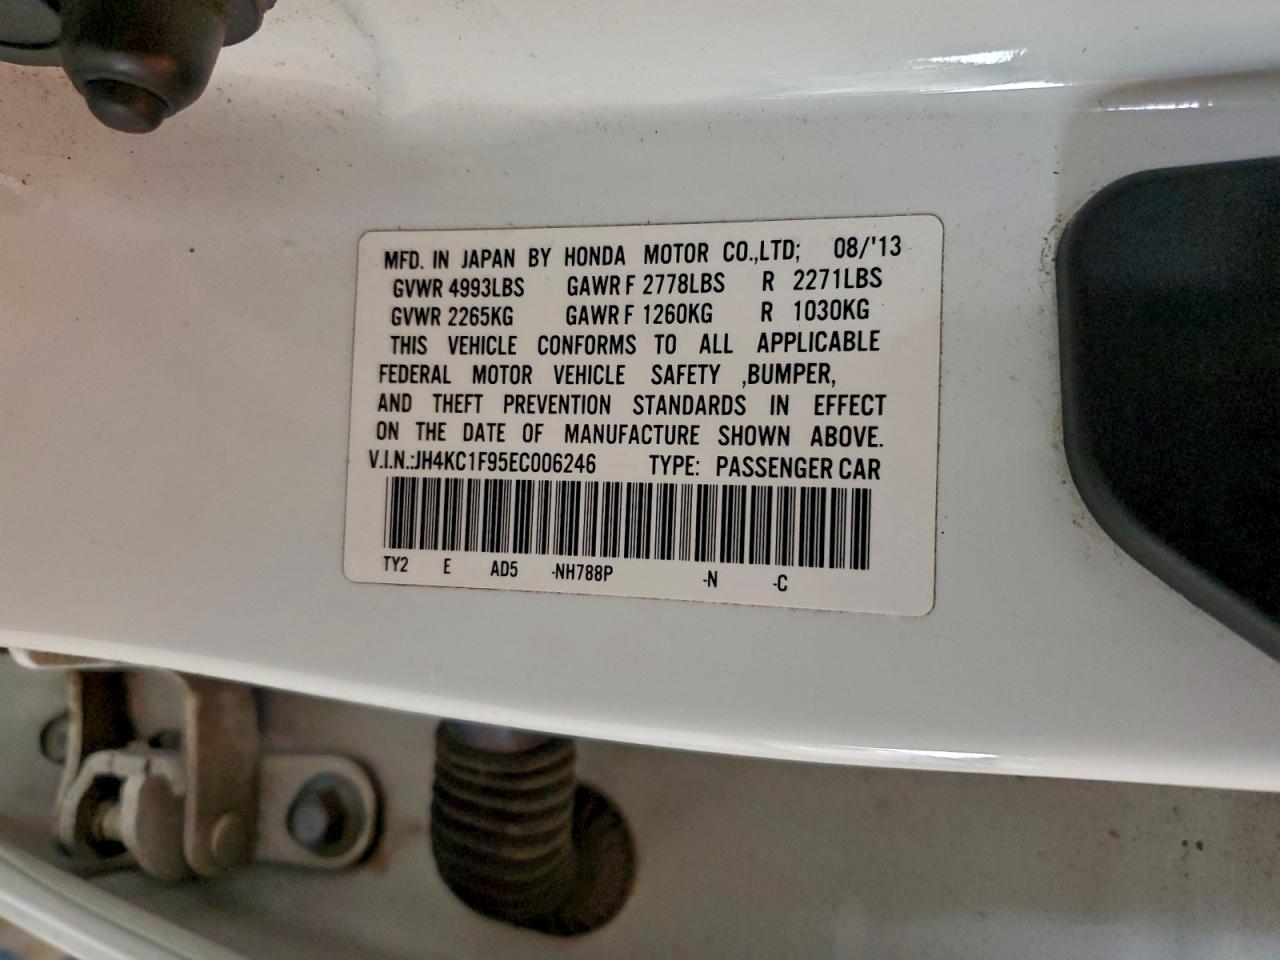 MFD. IN JAPAN BY HONDA MOTOR CO.,LTD; 08/'13
GVWR 4993LBS GAWR F 2778LBS R 2271LBS
GVWR 2265KG GAWR F 1260KG R 1030KG
THIS VEHICLE CONFORMS TO ALL APPLICABLE
FEDERAL MOTOR VEHICLE SAFETY ,BUMPER,
AND THEFT PREVENTION STANDARDS IN EFFECT
ON THE DATE OF MANUFACTURE SHOWN ABOVE.
V.I.N.:JH4KC1F95EC006246 TYPE: PASSENGER CAR
TY2 E AD5 -NH788P -N -C